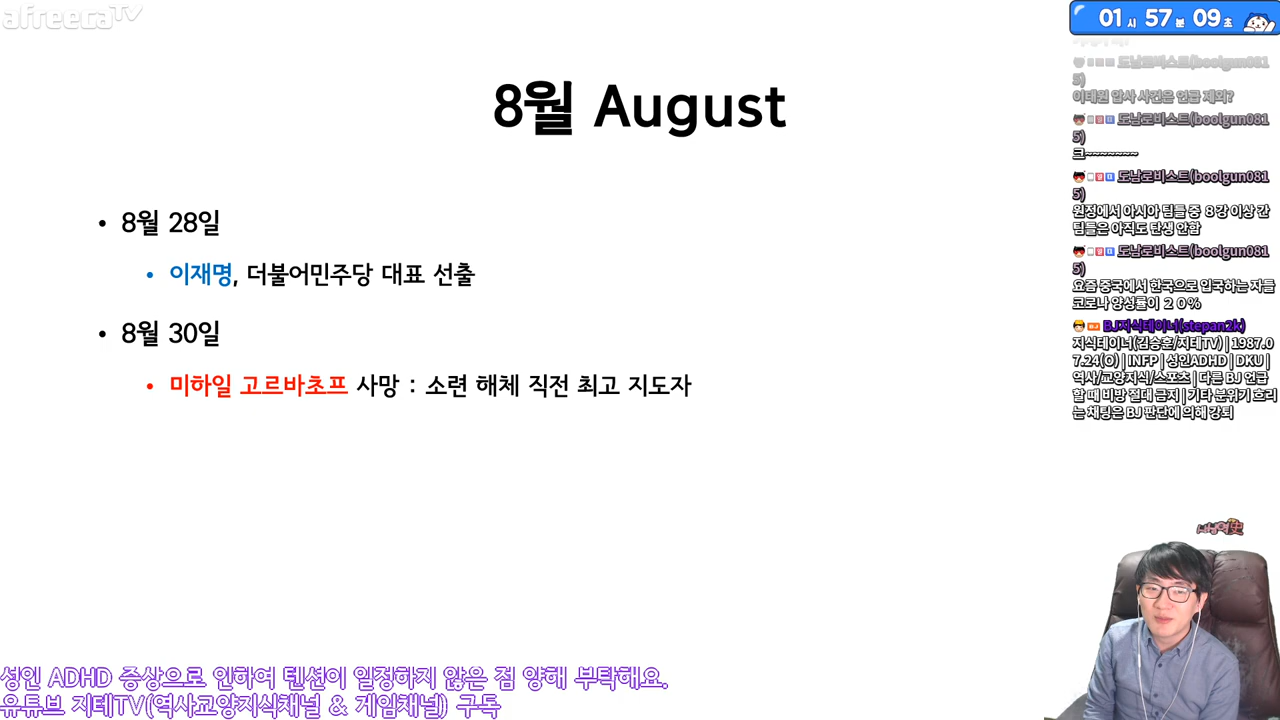 afreecaTV
01시 57분 09초
8월 August
• 8월 28일
• 이재명, 더불어민주당 대표 선출
• 8월 30일
• 미하일 고르바초프 사망 : 소련 해체 직전 최고 지도자
도남로비스트(boolgun081
5)
이태원 압사 사건은 언급 제외?
도남로비스트(boolgun081
5)
크~~~~~~~
도남로비스트(boolgun081
5)
원정에서 아시아 팀들 중 8강 이상 간
팀들은 아직도 탄생 안함
도남로비스트(boolgun081
5)
요즘 중국에서 한국으로 입국하는 자들
코로나 양성률이 20%
BJ지식테이너(stepan2k)
지식테이너(김승훈/지테TV) | 1987.0
7.24(O) | INFP | 성인ADHD | DKU |
역사/교양지식/스포츠 | 다른 BJ 언급
할 때 비방 절대 금지 | 기타 분위기 흐리
는 채팅은 BJ 판단에 의해 강퇴
성인 ADHD 증상으로 인하여 텐션이 일정하지 않은 점 양해 부탁해요.
유튜브 지테TV(역사교양지식채널 & 게임채널) 구독